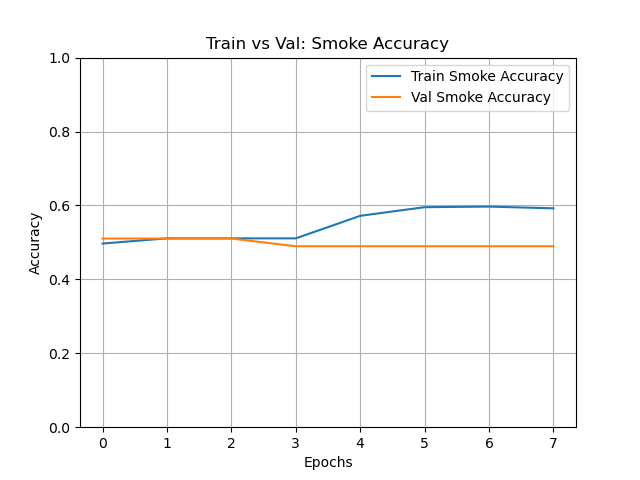 Train vs Val: Smoke Accuracy
Train Smoke Accuracy
Val Smoke Accuracy
1.0
0.8
0.6
0.4
0.2
0.0
Accuracy
0 1 2 3 4 5 6 7
Epochs